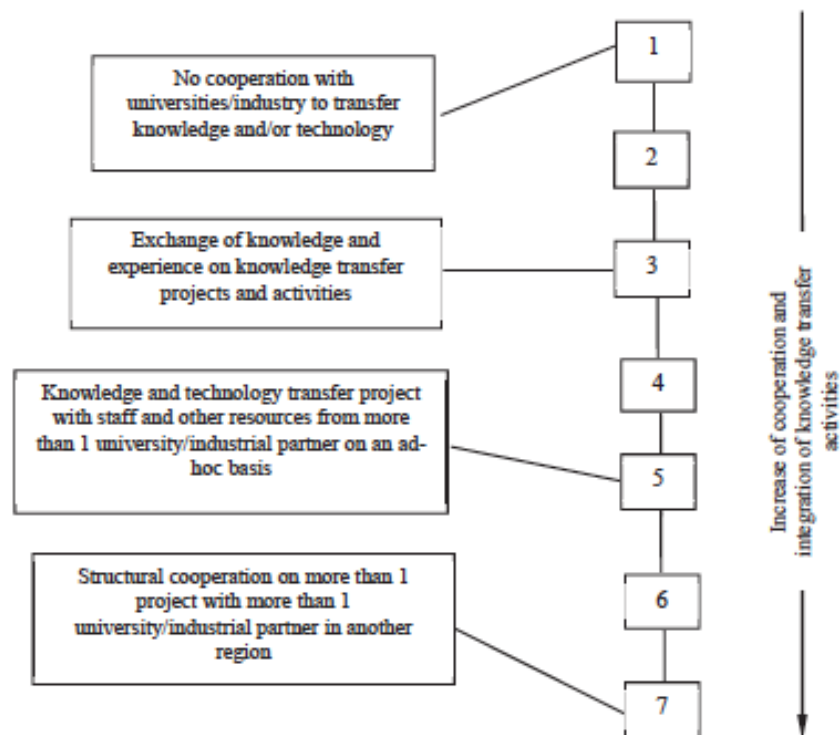 1
No cooperation with
universities/industry to transfer
knowledge and/or technology
2
Exchange of knowledge and
experience on knowledge transfer
projects and activities
3
4
Knowledge and technology transfer project
with staff and other resources from more
than 1 university/industrial partner on an ad-
hoc basis
5
Structural cooperation on more than 1
project with more than 1
university/industrial partner in another
region
6
7
Increase of cooperation and
integration of knowledge transfer
activities